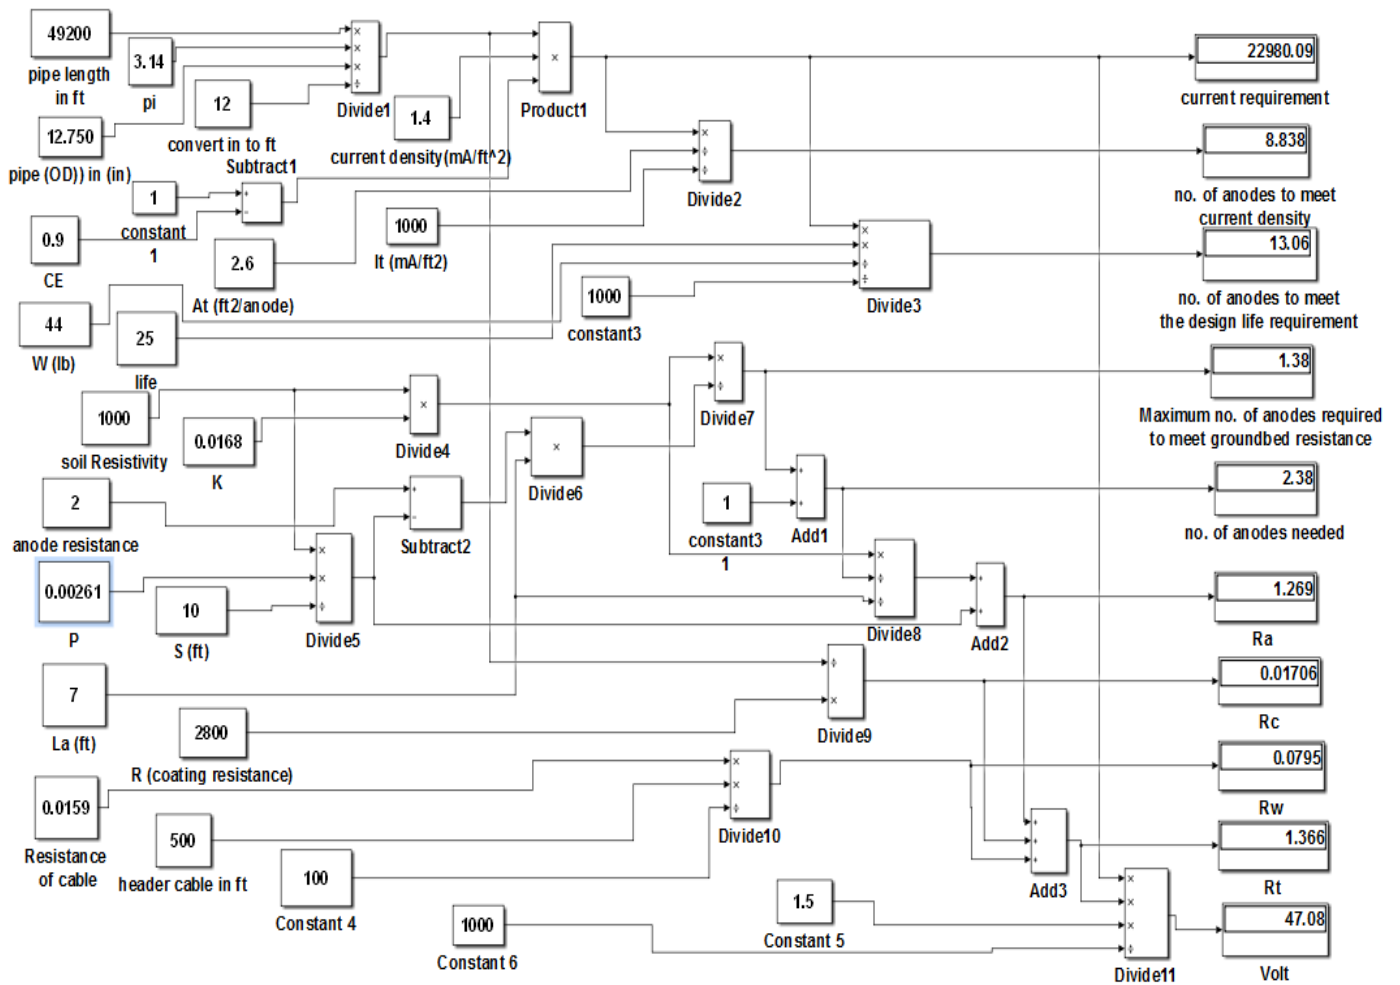 49200
pipe length
in ft
3.14
pi
12.750
pipe (OD)) in (in)
12
convert in to ft
Divide1
1.4
current density(mA/ft^2)
Product1
22980.09
current requirement
Subtract1
1
constant
1
0.9
CE
2.6
At (ft2/anode)
1000
It (mA/ft2)
Divide2
8.838
no. of anodes to meet
current density
13.06
no. of anodes to meet
the design life requirement
Divide3
1000
constant3
44
W (lb)
25
life
1000
soil Resistivity
0.0168
K
Divide4
Divide7
1.38
Maximum no. of anodes required
to meet groundbed resistance
2
anode resistance
Subtract2
Divide6
1
constant3
1
Add1
2.38
no. of anodes needed
0.00261
P
10
S (ft)
Divide5
Divide8
Add2
1.269
Ra
7
La (ft)
2800
R (coating resistance)
Divide9
0.01706
Rc
0.0159
Resistance
of cable
500
header cable in ft
100
Constant 4
Divide10
0.0795
Rw
Add3
1.366
Rt
1000
Constant 6
1.5
Constant 5
Divide11
47.08
Volt